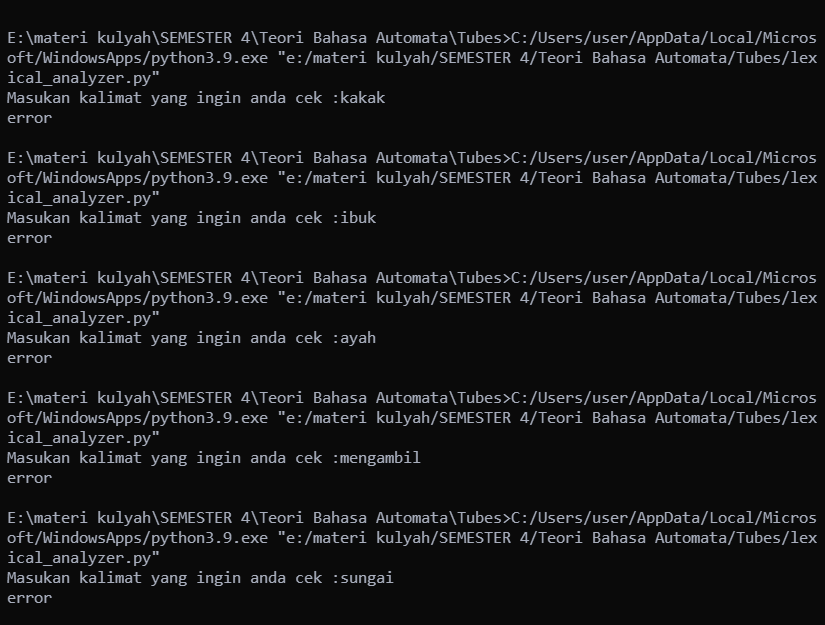 E:\materi kulyah\SEMESTER 4\Teori Bahasa Automata\Tubes>C:/Users/user/AppData/Local/Micros
oft/WindowsApps/python3.9.exe "e:/materi kulyah/SEMESTER 4/Teori Bahasa Automata/Tubes/lex
ical_analyzer.py"
Masukan kalimat yang ingin anda cek :kakak
error
E:\materi kulyah\SEMESTER 4\Teori Bahasa Automata\Tubes>C:/Users/user/AppData/Local/Micros
oft/WindowsApps/python3.9.exe "e:/materi kulyah/SEMESTER 4/Teori Bahasa Automata/Tubes/lex
ical_analyzer.py"
Masukan kalimat yang ingin anda cek :ibuk
error
E:\materi kulyah\SEMESTER 4\Teori Bahasa Automata\Tubes>C:/Users/user/AppData/Local/Micros
oft/WindowsApps/python3.9.exe "e:/materi kulyah/SEMESTER 4/Teori Bahasa Automata/Tubes/lex
ical_analyzer.py"
Masukan kalimat yang ingin anda cek :ayah
error
E:\materi kulyah\SEMESTER 4\Teori Bahasa Automata\Tubes>C:/Users/user/AppData/Local/Micros
oft/WindowsApps/python3.9.exe "e:/materi kulyah/SEMESTER 4/Teori Bahasa Automata/Tubes/lex
ical_analyzer.py"
Masukan kalimat yang ingin anda cek :mengambil
error
E:\materi kulyah\SEMESTER 4\Teori Bahasa Automata\Tubes>C:/Users/user/AppData/Local/Micros
oft/WindowsApps/python3.9.exe "e:/materi kulyah/SEMESTER 4/Teori Bahasa Automata/Tubes/lex
ical_analyzer.py"
Masukan kalimat yang ingin anda cek :sungai
error